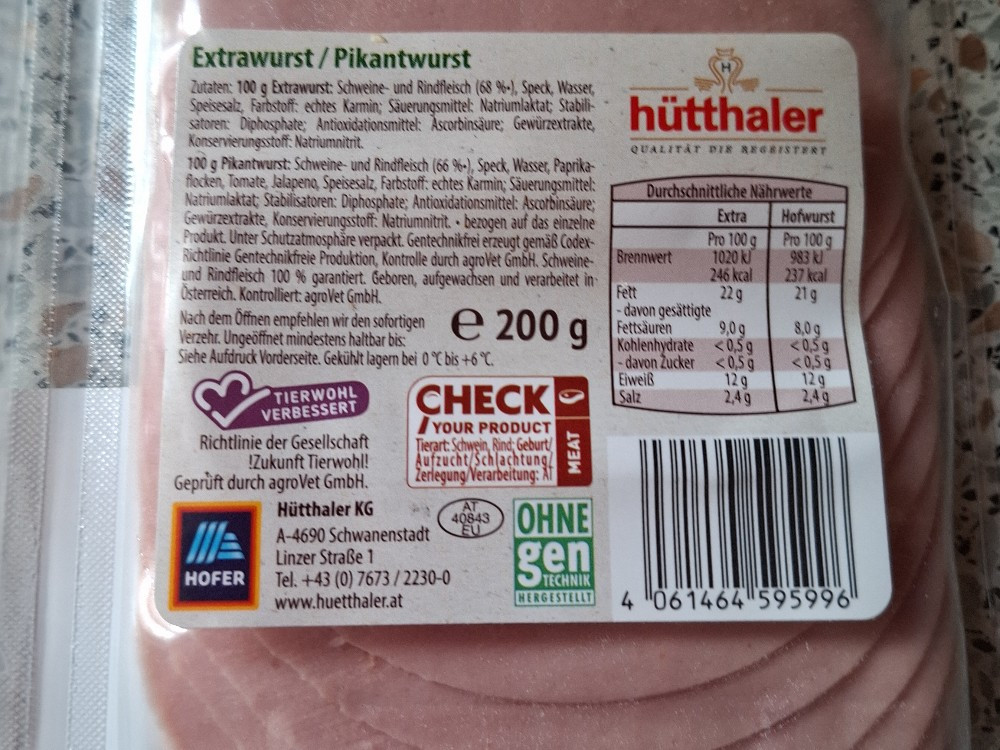 Extrawurst / Pikantwurst
Zutaten: 100 g Extrawurst: Schweine- und Rindfleisch (68 %•), Speck, Wasser,
Speisesalz, Farbstoff: echtes Karmin; Säuerungsmittel: Natriumlaktat; Stabili-
satoren: Diphosphate; Antioxidationsmittel: Ascorbinsäure; Gewürzextrakte,
Konservierungsstoff: Natriumnitrit.
100 g Pikantwurst: Schweine- und Rindfleisch (66 %•), Speck, Wasser, Paprika-
flocken, Tomate, Jalapeno, Speisesalz, Farbstoff: echtes Karmin; Säuerungsmittel:
Natriumlaktat; Stabilisatoren: Diphosphate; Antioxidationsmittel: Ascorbinsäure;
Gewürzextrakte, Konservierungsstoff: Natriumnitrit. • bezogen auf das einzelne
Produkt. Unter Schutzatmosphäre verpackt. Gentechnikfrei erzeugt gemäß Codex-
Richtlinie Gentechnikfreie Produktion, Kontrolle durch agroVet GmbH. Schweine-
und Rindfleisch 100 % garantiert. Geboren, aufgewachsen und verarbeitet in
Österreich. Kontrolliert: agroVet GmbH.
Nach dem Öffnen empfehlen wir den sofortigen
Verzehr. Ungeöffnet mindestens haltbar bis:
Siehe Aufdruck Vorderseite. Gekühlt lagern bei 0 °C bis +6 °C.
e 200 g
H
hütthaler
QUALITÄT DIE BEGEISTERT
Durchschnittliche Nährwerte
Extra Hofwurst
Pro 100 g Pro 100 g
Brennwert 1020 kJ 983 kJ
246 kcal 237 kcal
Fett 22 g 21 g
- davon gesättigte
Fettsäuren 9,0 g 8,0 g
Kohlenhydrate <0,5 g <0,5 g
- davon Zucker <0,5 g <0,5 g
Eiweiß 12 g 12 g
Salz 2,4 g 2,4 g
TIERWOHL
VERBESSERT
Richtlinie der Gesellschaft
!Zukunft Tierwohl!
Geprüft durch agroVet GmbH.
CHECK
YOUR PRODUCT
Tierart: Schwein, Rind; Geburt/
Aufzucht/Schlachtung/
Zerlegung/Verarbeitung: AT
MEAT
HOFER
Hütthaler KG
A-4690 Schwanenstadt
Linzer Straße 1
Tel. +43 (0) 7673 / 2230-0
www.huetthaler.at
AT
40843
EU
OHNE
gen
TECHNIK
HERGESTELLT
4 061464 595996